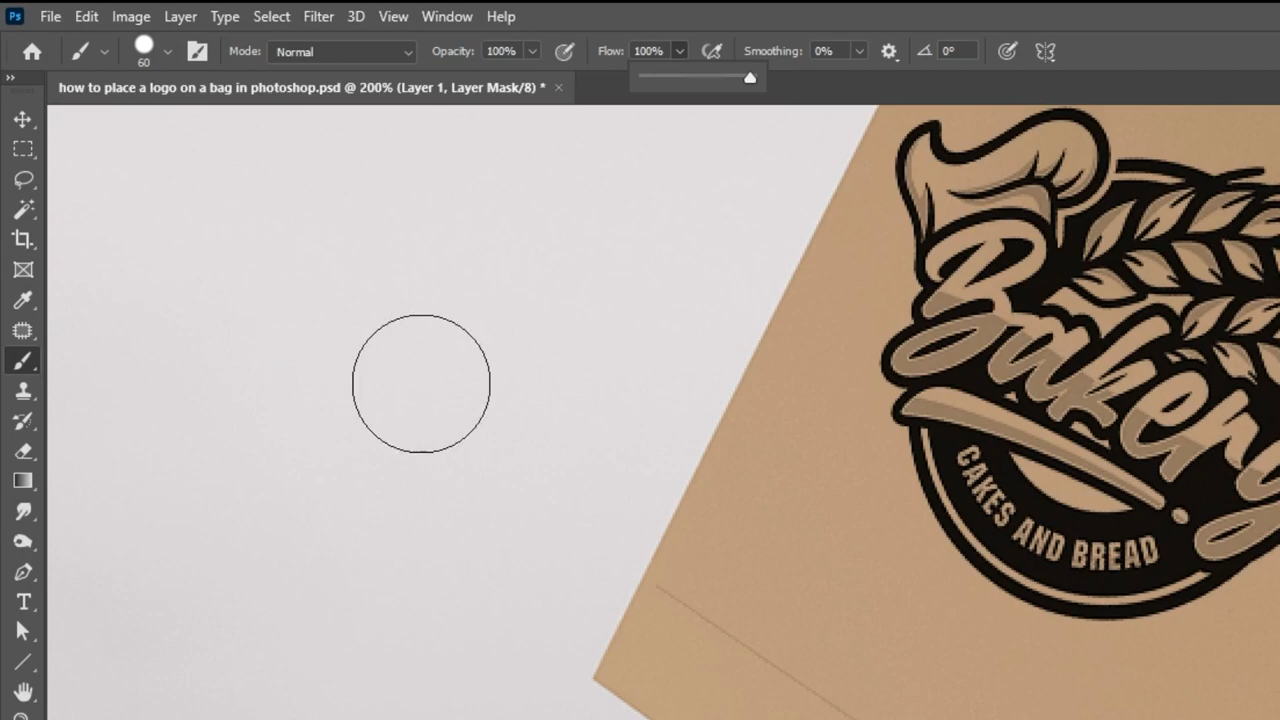 Ps File Edit Image Layer Type Select Filter 3D View Window Help
60 Mode: Normal Opacity: 100% Flow: 100% Smoothing: 0% 0°
how to place a logo on a bag in photoshop.psd @ 200% (Layer 1, Layer Mask/8) * ×
Bakery
CAKES AND BREAD
T